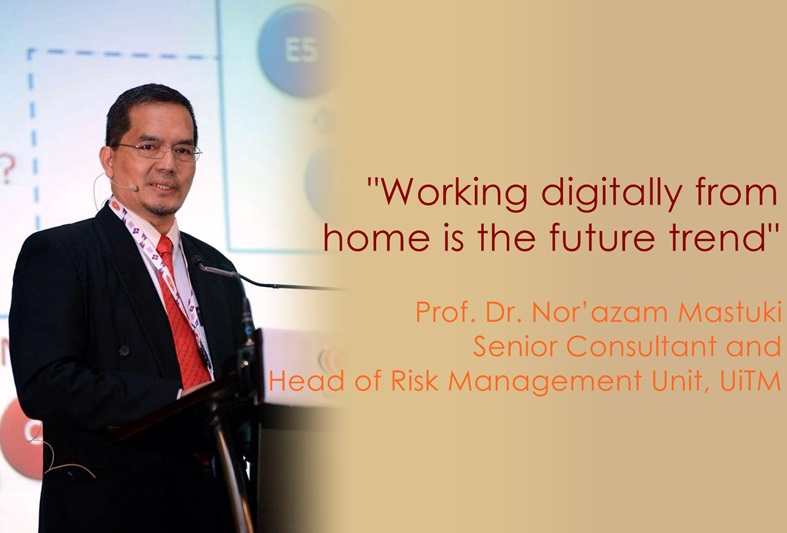 E5
?
"Working digitally from
home is the future trend"
Prof. Dr. Nor’azam Mastuki
Senior Consultant and
Head of Risk Management Unit, UiTM